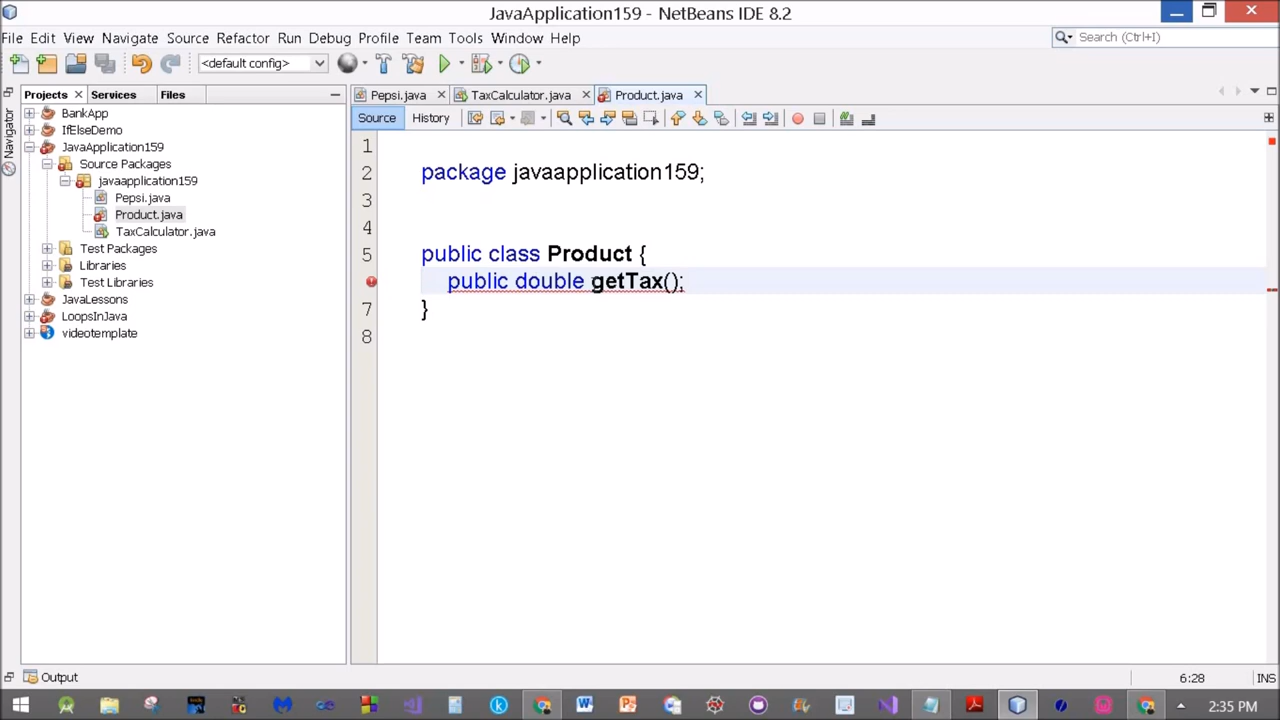 JavaApplication159 - NetBeans IDE 8.2
File Edit View Navigate Source Refactor Run Debug Profile Team Tools Window Help
Search (Ctrl+I)
<default config>
Projects Services Files
Pepsi.java TaxCalculator.java Product.java
Source History
Navigator
BankApp
IfElseDemo
JavaApplication159
Source Packages
javaapplication159
Pepsi.java
Product.java
TaxCalculator.java
Test Packages
Libraries
Test Libraries
JavaLessons
LoopsInJava
videotemplate
1
2 package javaapplication159;
3
4
5 public class Product {
public double getTax();
7 }
8
Output
6:28 INS
2:35 PM